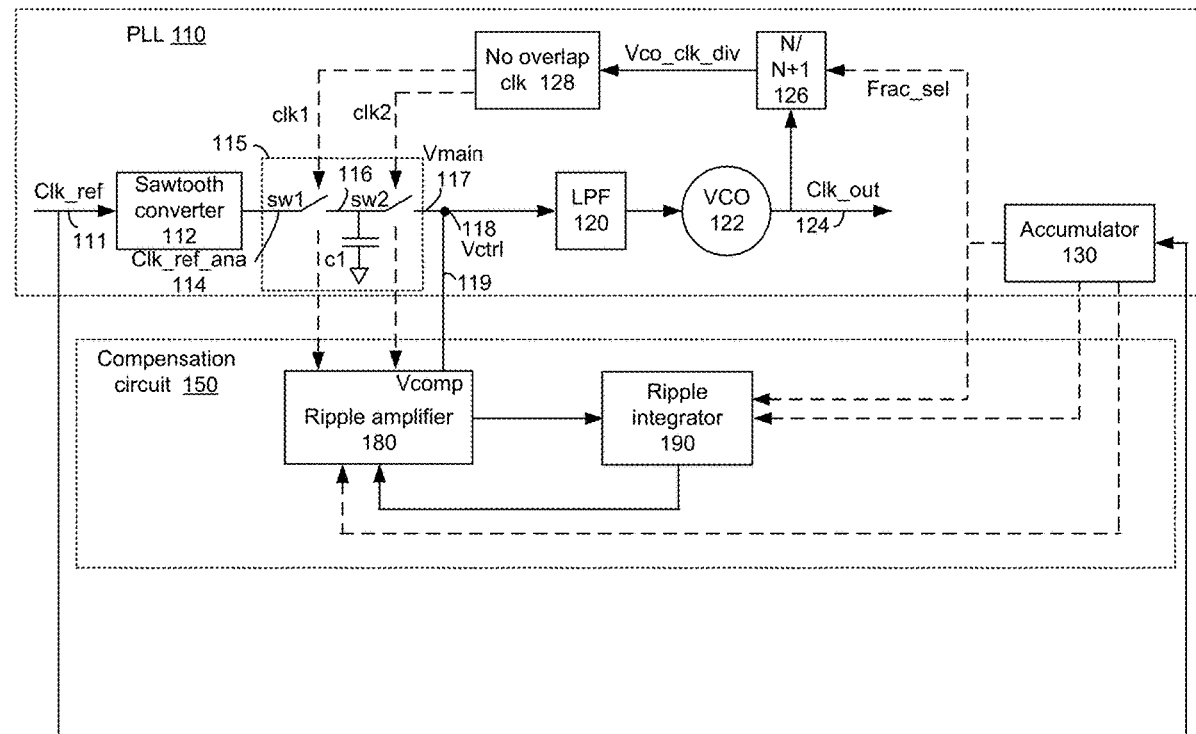 PLL 110
No overlap
clk 128
Vco_clk_div
N/
N+1
126
Frac_sel
clk1
clk2
115
Vmain
Clk_ref
111
Sawtooth
converter
112
sw1
116
sw2
117
118
Vctrl
LPF
120
VCO
122
Clk_out
124
Accumulator
130
Clk_ref_ana
114
c1
119
Compensation
circuit 150
Vcomp
Ripple amplifier
180
Ripple
integrator
190